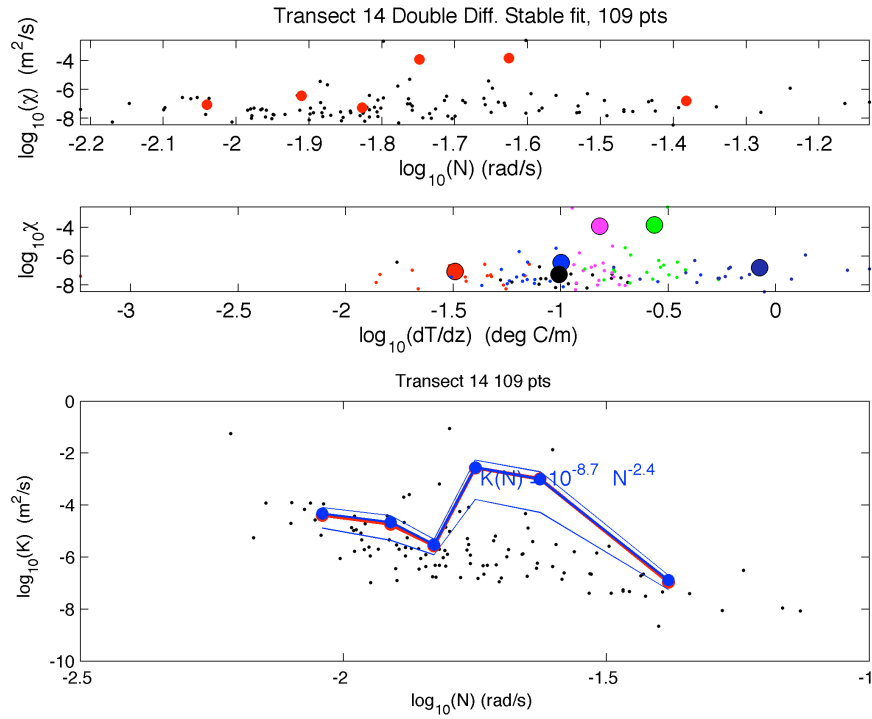 Transect 14 Double Diff. Stable fit, 109 pts
log10(χ) (m²/s)
-4
-6
-8
-2.2 -2.1 -2 -1.9 -1.8 -1.7 -1.6 -1.5 -1.4 -1.3 -1.2
log10(N) (rad/s)
log10χ
-4
-6
-8
-3 -2.5 -2 -1.5 -1 -0.5 0
log10(dT/dz) (deg C/m)
Transect 14 109 pts
log10(K) (m²/s)
0
-2
K(N) = 10^-8.7 N^-2.4
-4
-6
-8
-10
-2.5 -2 -1.5 -1
log10(N) (rad/s)